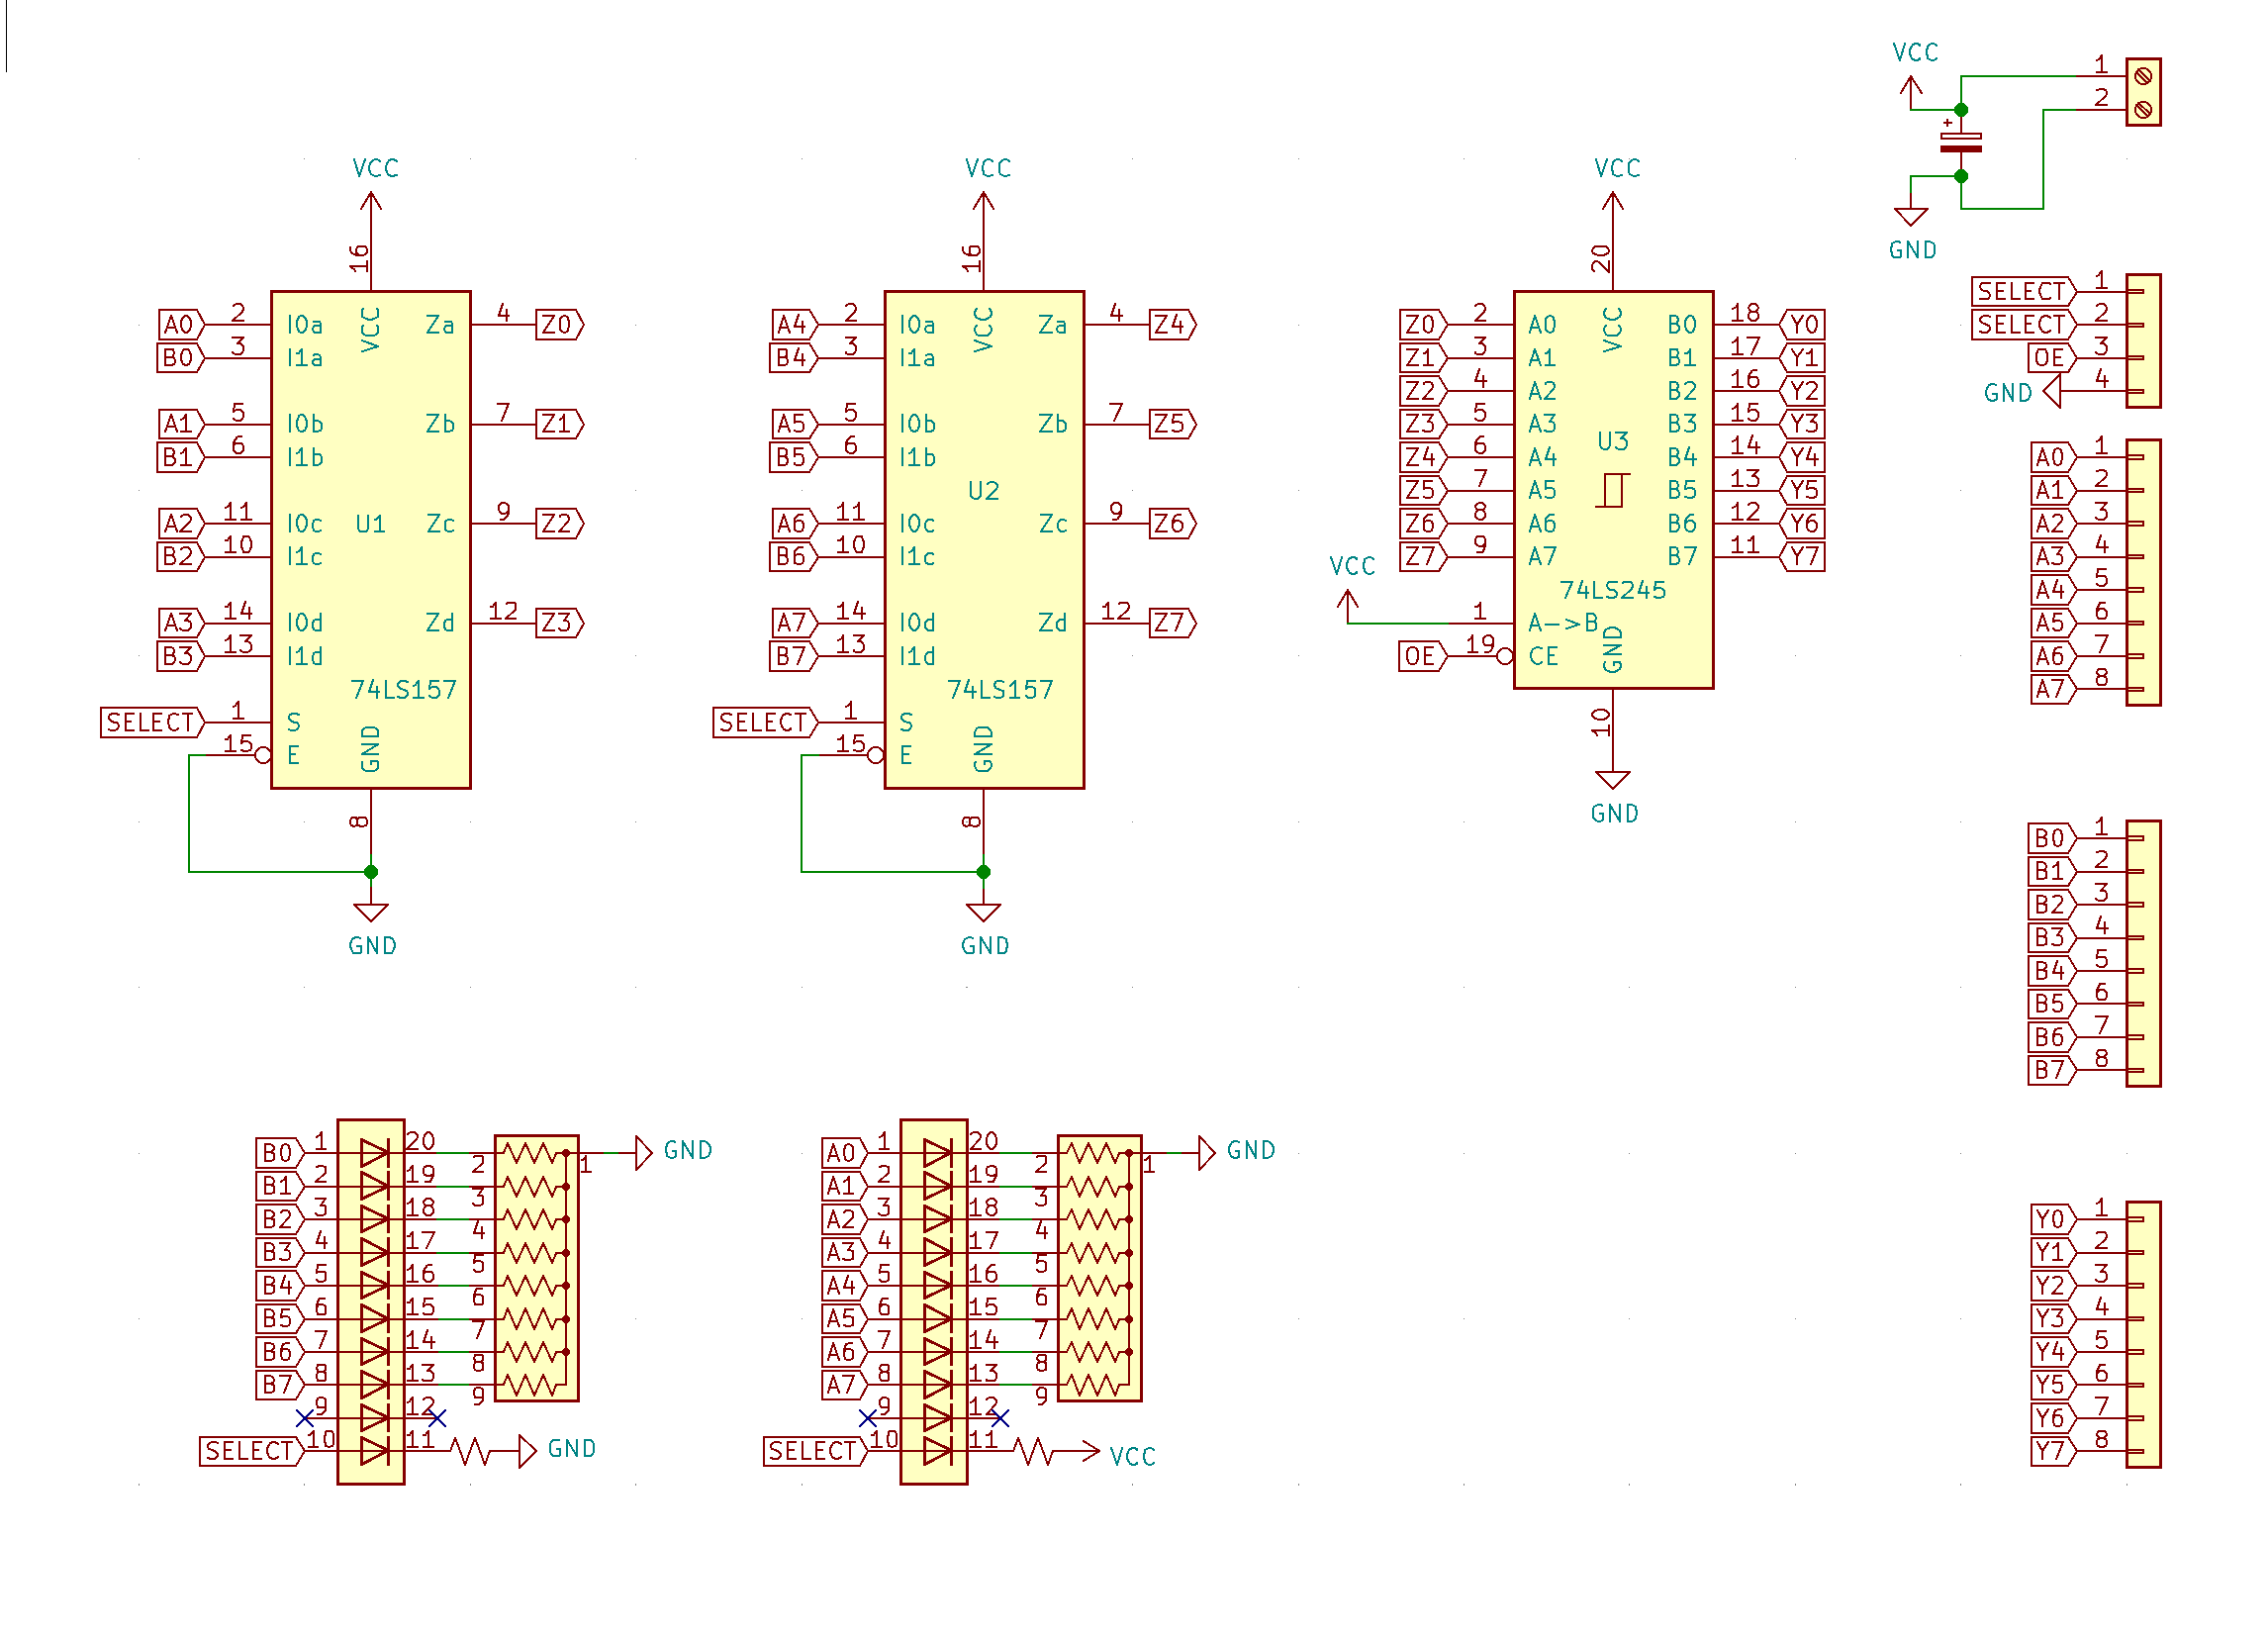 VCC
1
2
+
GND
VCC
16
A0 2 I0a VCC Za 4 Z0
B0 3 I1a
A1 5 I0b Zb 7 Z1
B1 6 I1b
A2 11 I0c U1 Zc 9 Z2
B2 10 I1c
A3 14 I0d Zd 12 Z3
B3 13 I1d
74LS157
SELECT 1 S
15 E GND
8
GND
VCC
16
A4 2 I0a VCC Za 4 Z4
B4 3 I1a
A5 5 I0b Zb 7 Z5
B5 6 I1b
U2
A6 11 I0c Zc 9 Z6
B6 10 I1c
A7 14 I0d Zd 12 Z7
B7 13 I1d
74LS157
SELECT 1 S
15 E GND
8
GND
VCC
20
Z0 2 A0 VCC B0 18 Y0
Z1 3 A1 B1 17 Y1
Z2 4 A2 B2 16 Y2
Z3 5 A3 B3 15 Y3
U3
Z4 6 A4 B4 14 Y4
Z5 7 A5 B5 13 Y5
Z6 8 A6 B6 12 Y6
Z7 9 A7 B7 11 Y7
VCC
74LS245
1 A->B
OE 19 CE GND
10
GND
SELECT 1
SELECT 2
OE 3
GND 4
A0 1
A1 2
A2 3
A3 4
A4 5
A5 6
A6 7
A7 8
B0 1
B1 2
B2 3
B3 4
B4 5
B5 6
B6 7
B7 8
B0 1 20 2 1 GND
B1 2 19 3
B2 3 18 4
B3 4 17 5
B4 5 16 6
B5 6 15 7
B6 7 14 8
B7 8 13 9
9 12
SELECT 10 11 GND
A0 1 20 2 1 GND
A1 2 19 3
A2 3 18 4
A3 4 17 5
A4 5 16 6
A5 6 15 7
A6 7 14 8
A7 8 13 9
9 12
SELECT 10 11 VCC
Y0 1
Y1 2
Y2 3
Y3 4
Y4 5
Y5 6
Y6 7
Y7 8